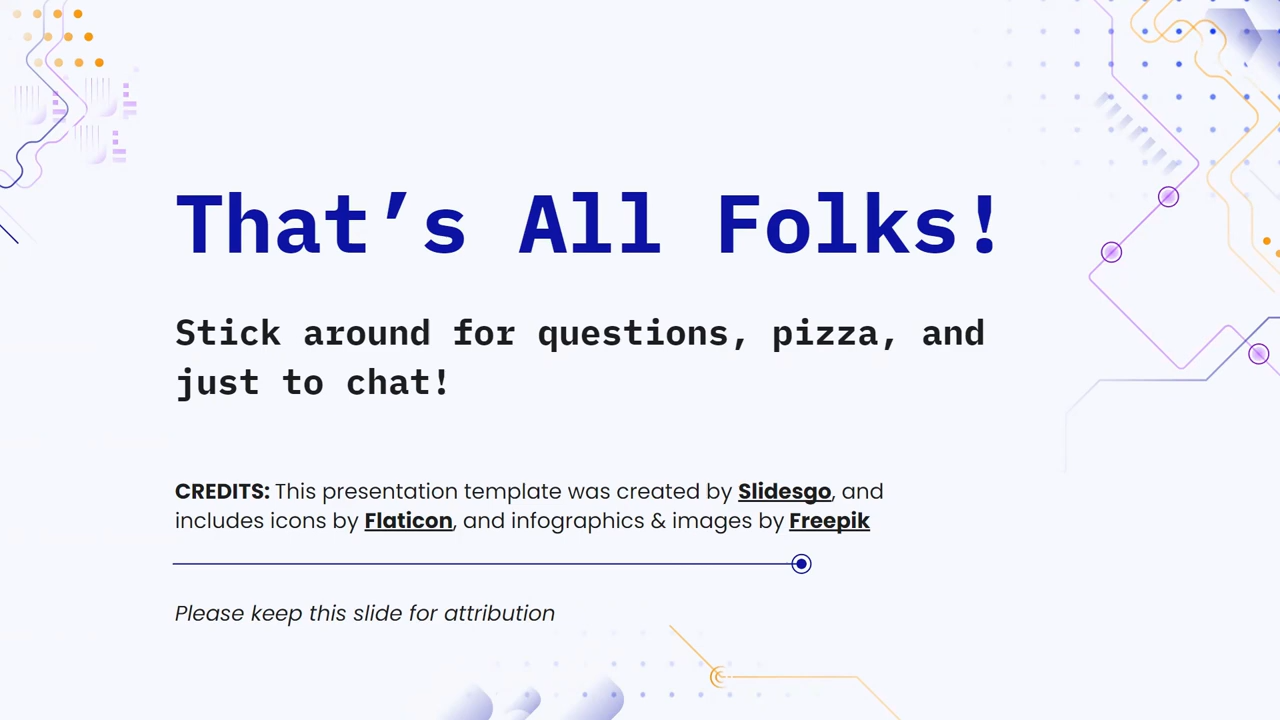 That’s All Folks!
Stick around for questions, pizza, and
just to chat!
CREDITS: This presentation template was created by Slidesgo, and
includes icons by Flaticon, and infographics & images by Freepik
Please keep this slide for attribution